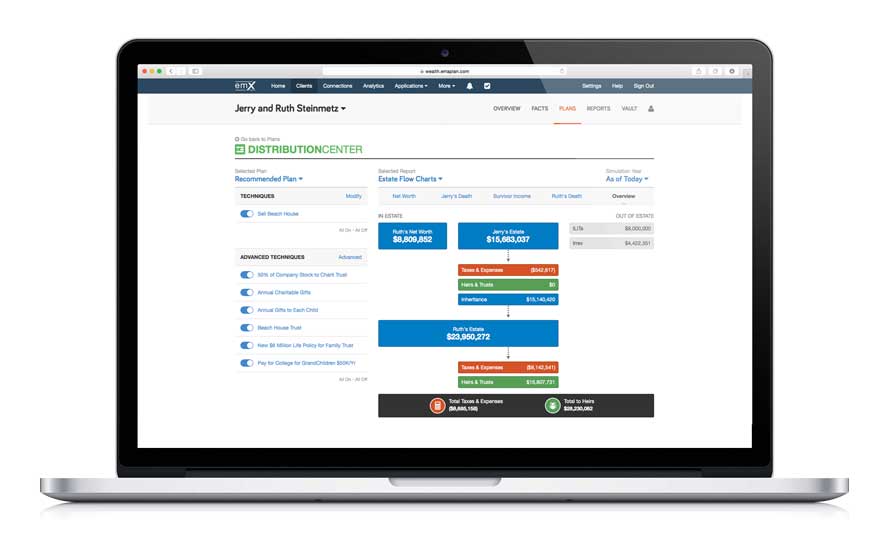 wealth.emaplan.com
emX Home Clients Connections Analytics Applications More Settings Help Sign Out
Jerry and Ruth Steinmetz OVERVIEW FACTS PLANS REPORTS VAULT
Go back to Plans
DISTRIBUTIONCENTER
Selected Plan Selected Report Simulation Year
Recommended Plan Estate Flow Charts As of Today
TECHNIQUES Modify Net Worth Jerry's Death Survivor Income Ruth's Death Overview
Sell Beach House
All On - All Off
IN ESTATE OUT OF ESTATE
Ruth's Net Worth Jerry's Estate
$8,809,852 $15,683,037
ILITs $8,000,000
Irrev $4,422,351
ADVANCED TECHNIQUES Advanced
50% of Company Stock to Charit Trust
Annual Charitable Gifts
Annual Gifts to Each Child
Beach House Trust
New $8 Million Life Policy for Family Trust
Pay for College for GrandChildren $50K/Yr
All On - All Off
Taxes & Expenses ($542,617)
Heirs & Trusts $0
Inheritance $15,140,420
Ruth's Estate
$23,950,272
Taxes & Expenses ($8,142,541)
Heirs & Trusts $15,807,731
Total Taxes & Expenses Total to Heirs
($8,685,158) $28,230,082